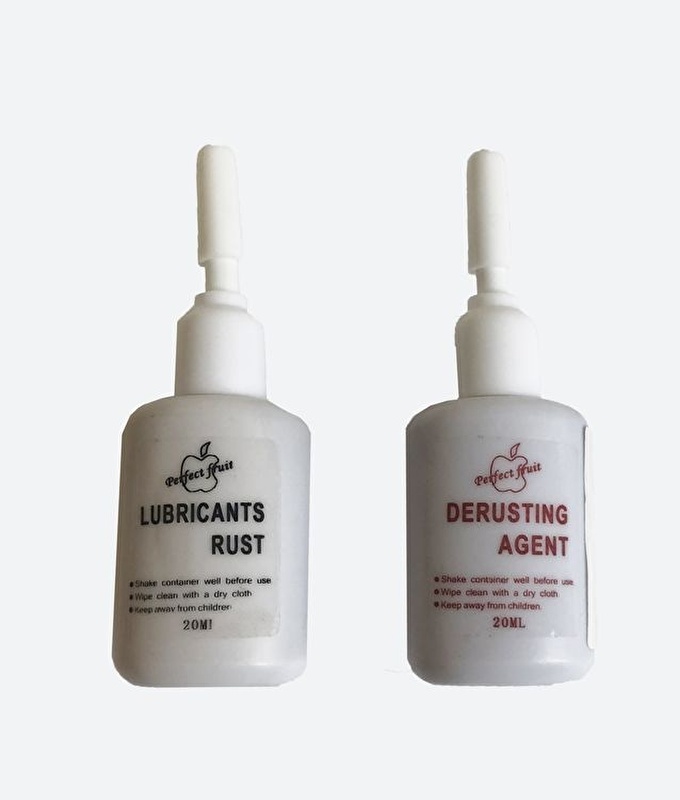 Perfect fruit
LUBRICANTS
RUST
● Shake container well before use
● Wipe clean with a dry cloth
● Keep away from children
20Ml
Perfect fruit
DERUSTING
AGENT
● Shake container well before use
● Wipe clean with a dry cloth
● Keep away from children
20ML